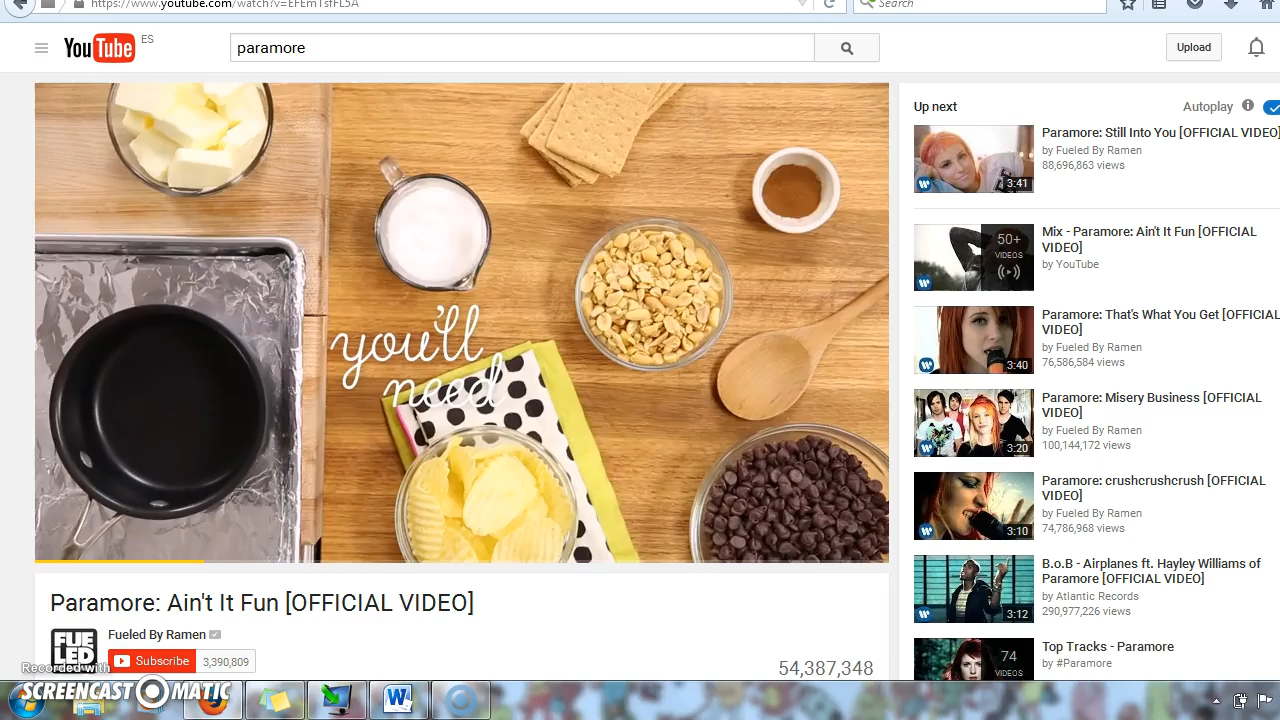 https://www.youtube.com/watch?v=EFEmTsfFL5A
Search
YouTube ES
paramore
Upload
you'll
need
Up next
Autoplay
Paramore: Still Into You [OFFICIAL VIDEO
by Fueled By Ramen
88,696,863 views
3:41
Mix - Paramore: Ain't It Fun [OFFICIAL
VIDEO]
by YouTube
50+
VIDEOS
Paramore: That's What You Get [OFFICIAL
VIDEO]
by Fueled By Ramen
76,586,584 views
3:40
Paramore: Misery Business [OFFICIAL
VIDEO]
by Fueled By Ramen
100,144,172 views
3:20
Paramore: crushcrushcrush [OFFICIAL
VIDEO]
by Fueled By Ramen
74,786,968 views
3:10
B.o.B - Airplanes ft. Hayley Williams of
Paramore [OFFICIAL VIDEO]
by Atlantic Records
290,977,226 views
3:12
Top Tracks - Paramore
by #Paramore
74
VIDEOS
Paramore: Ain't It Fun [OFFICIAL VIDEO]
FUE
LED
Fueled By Ramen
Subscribe 3,390,809
54,387,348
Recorded with
SCREENCAST MATIC